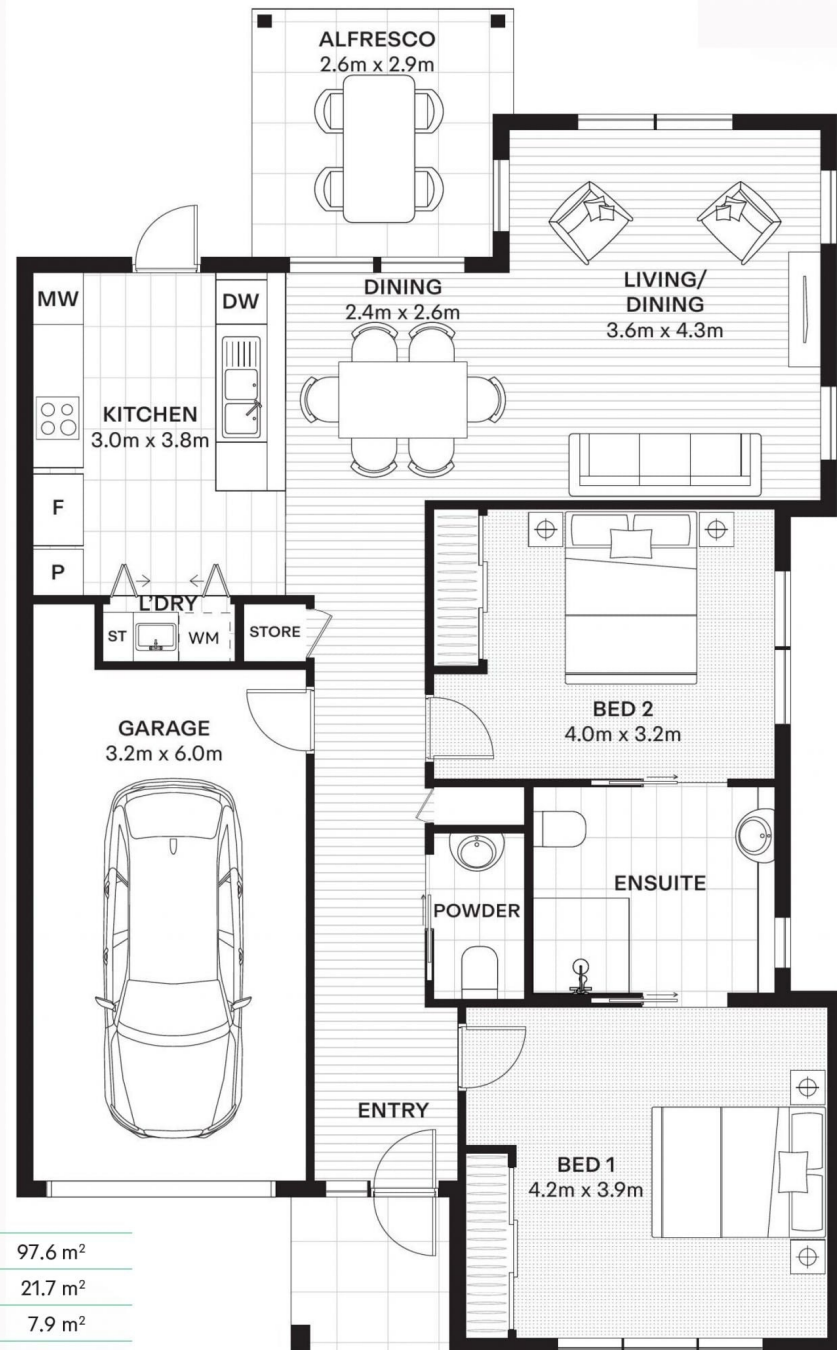 ALFRESCO
2.6m x 2.9m
MW
DW
DINING
2.4m x 2.6m
LIVING/
DINING
3.6m x 4.3m
KITCHEN
3.0m x 3.8m
F
P
L'DRY
ST
WM
STORE
GARAGE
3.2m x 6.0m
BED 2
4.0m x 3.2m
ENSUITE
POWDER
ENTRY
BED 1
4.2m x 3.9m
97.6 m²
21.7 m²
7.9 m²